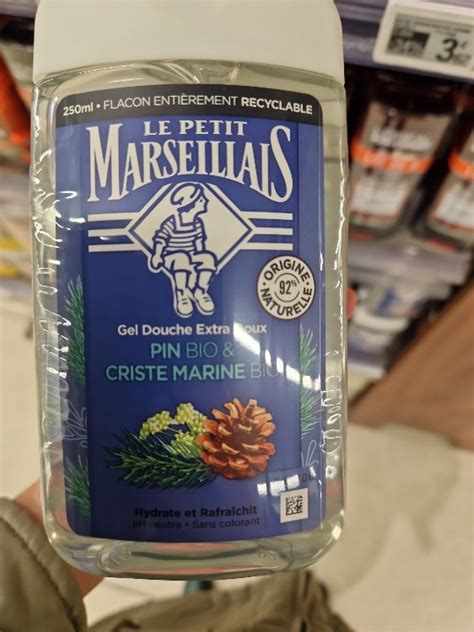 250ml • FLACON ENTIÈREMENT RECYCLABLE
LE PETIT
MARSEILLAIS
ORIGINE
92%
NATURELLE
Gel Douche Extra Doux
PIN BIO &
CRISTE MARINE BIO
Hydrate et Rafraîchit
pH neutre • Sans colorant
3